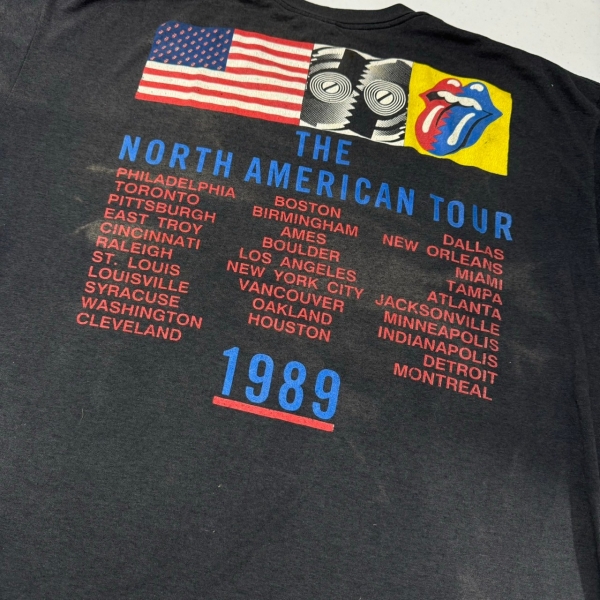 THE
NORTH AMERICAN TOUR
PHILADELPHIA
TORONTO
PITTSBURGH
EAST TROY
CINCINNATI
RALEIGH
ST. LOUIS
LOUISVILLE
SYRACUSE
WASHINGTON
CLEVELAND
BOSTON
BIRMINGHAM
AMES
BOULDER
LOS ANGELES
NEW YORK CITY
VANCOUVER
OAKLAND
HOUSTON
DALLAS
NEW ORLEANS
MIAMI
TAMPA
ATLANTA
JACKSONVILLE
MINNEAPOLIS
INDIANAPOLIS
DETROIT
MONTREAL
1989